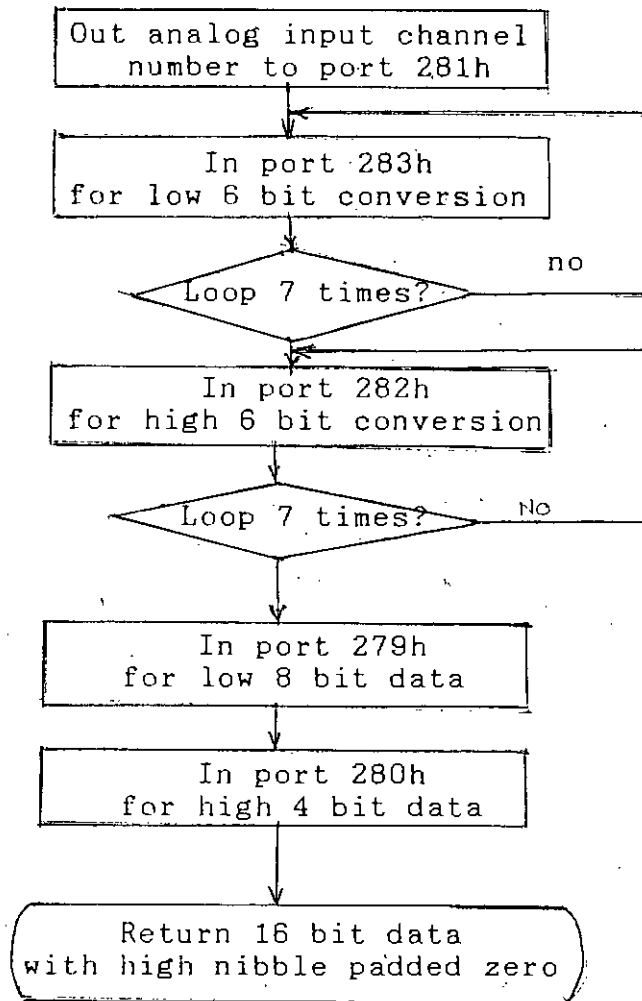 Out analog input channel
number to port 281h
In port 283h
for low 6 bit conversion
Loop 7 times?
no
In port 282h
for high 6 bit conversion
Loop 7 times?
No
In port 279h
for low 8 bit data
In port 280h
for high 4 bit data
Return 16 bit data
with high nibble padded zero